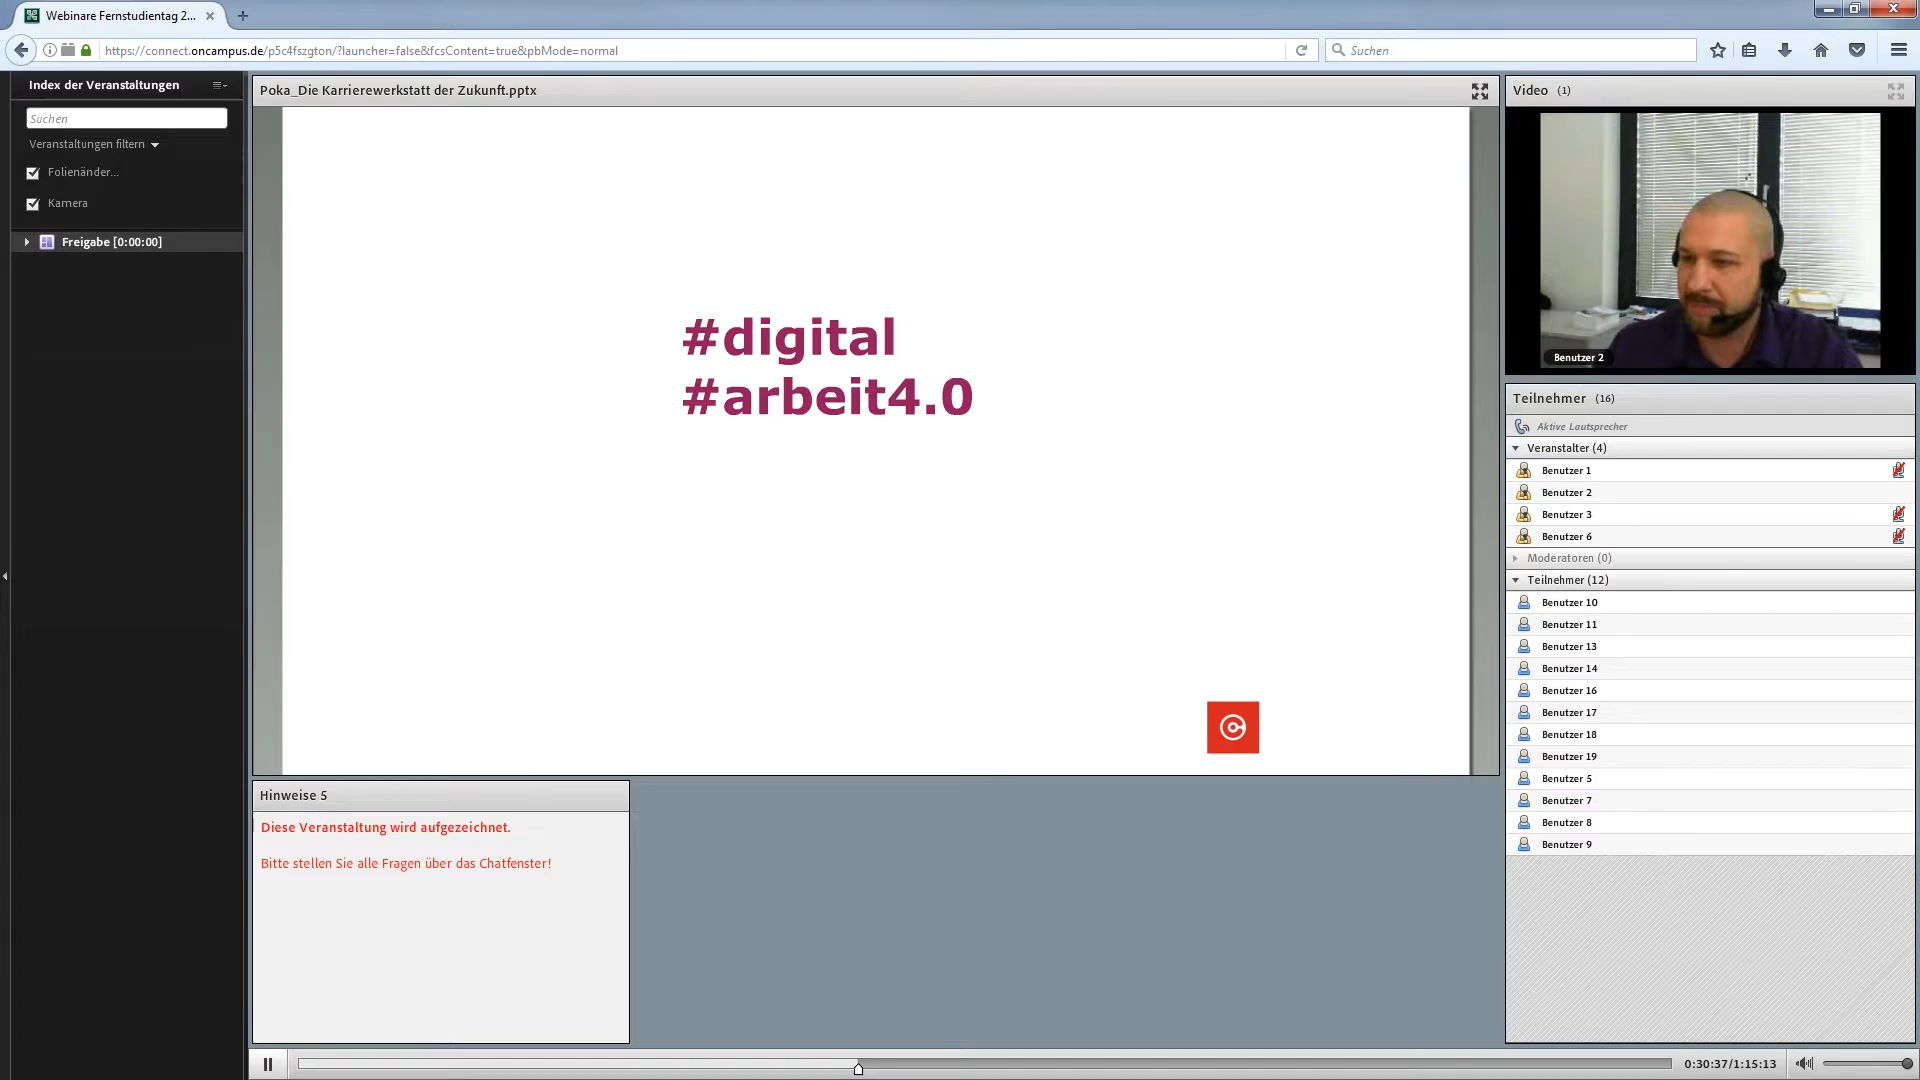 Webinare Fernstudientag 2...
https://connect.oncampus.de/p5c4fszgton/?launcher=false&fcsContent=true&pbMode=normal
Suchen
Index der Veranstaltungen
Suchen
Veranstaltungen filtern
Folienänder...
Kamera
Freigabe [0:00:00]
Poka_Die Karrierewerkstatt der Zukunft.pptx
#digital
#arbeit4.0
Hinweise 5
Diese Veranstaltung wird aufgezeichnet.
Bitte stellen Sie alle Fragen über das Chatfenster!
Video (1)
Benutzer 2
Teilnehmer (16)
Aktive Lautsprecher
Veranstalter (4)
Benutzer 1
Benutzer 2
Benutzer 3
Benutzer 6
Moderatoren (0)
Teilnehmer (12)
Benutzer 10
Benutzer 11
Benutzer 13
Benutzer 14
Benutzer 16
Benutzer 17
Benutzer 18
Benutzer 19
Benutzer 5
Benutzer 7
Benutzer 8
Benutzer 9
0:30:37/1:15:13